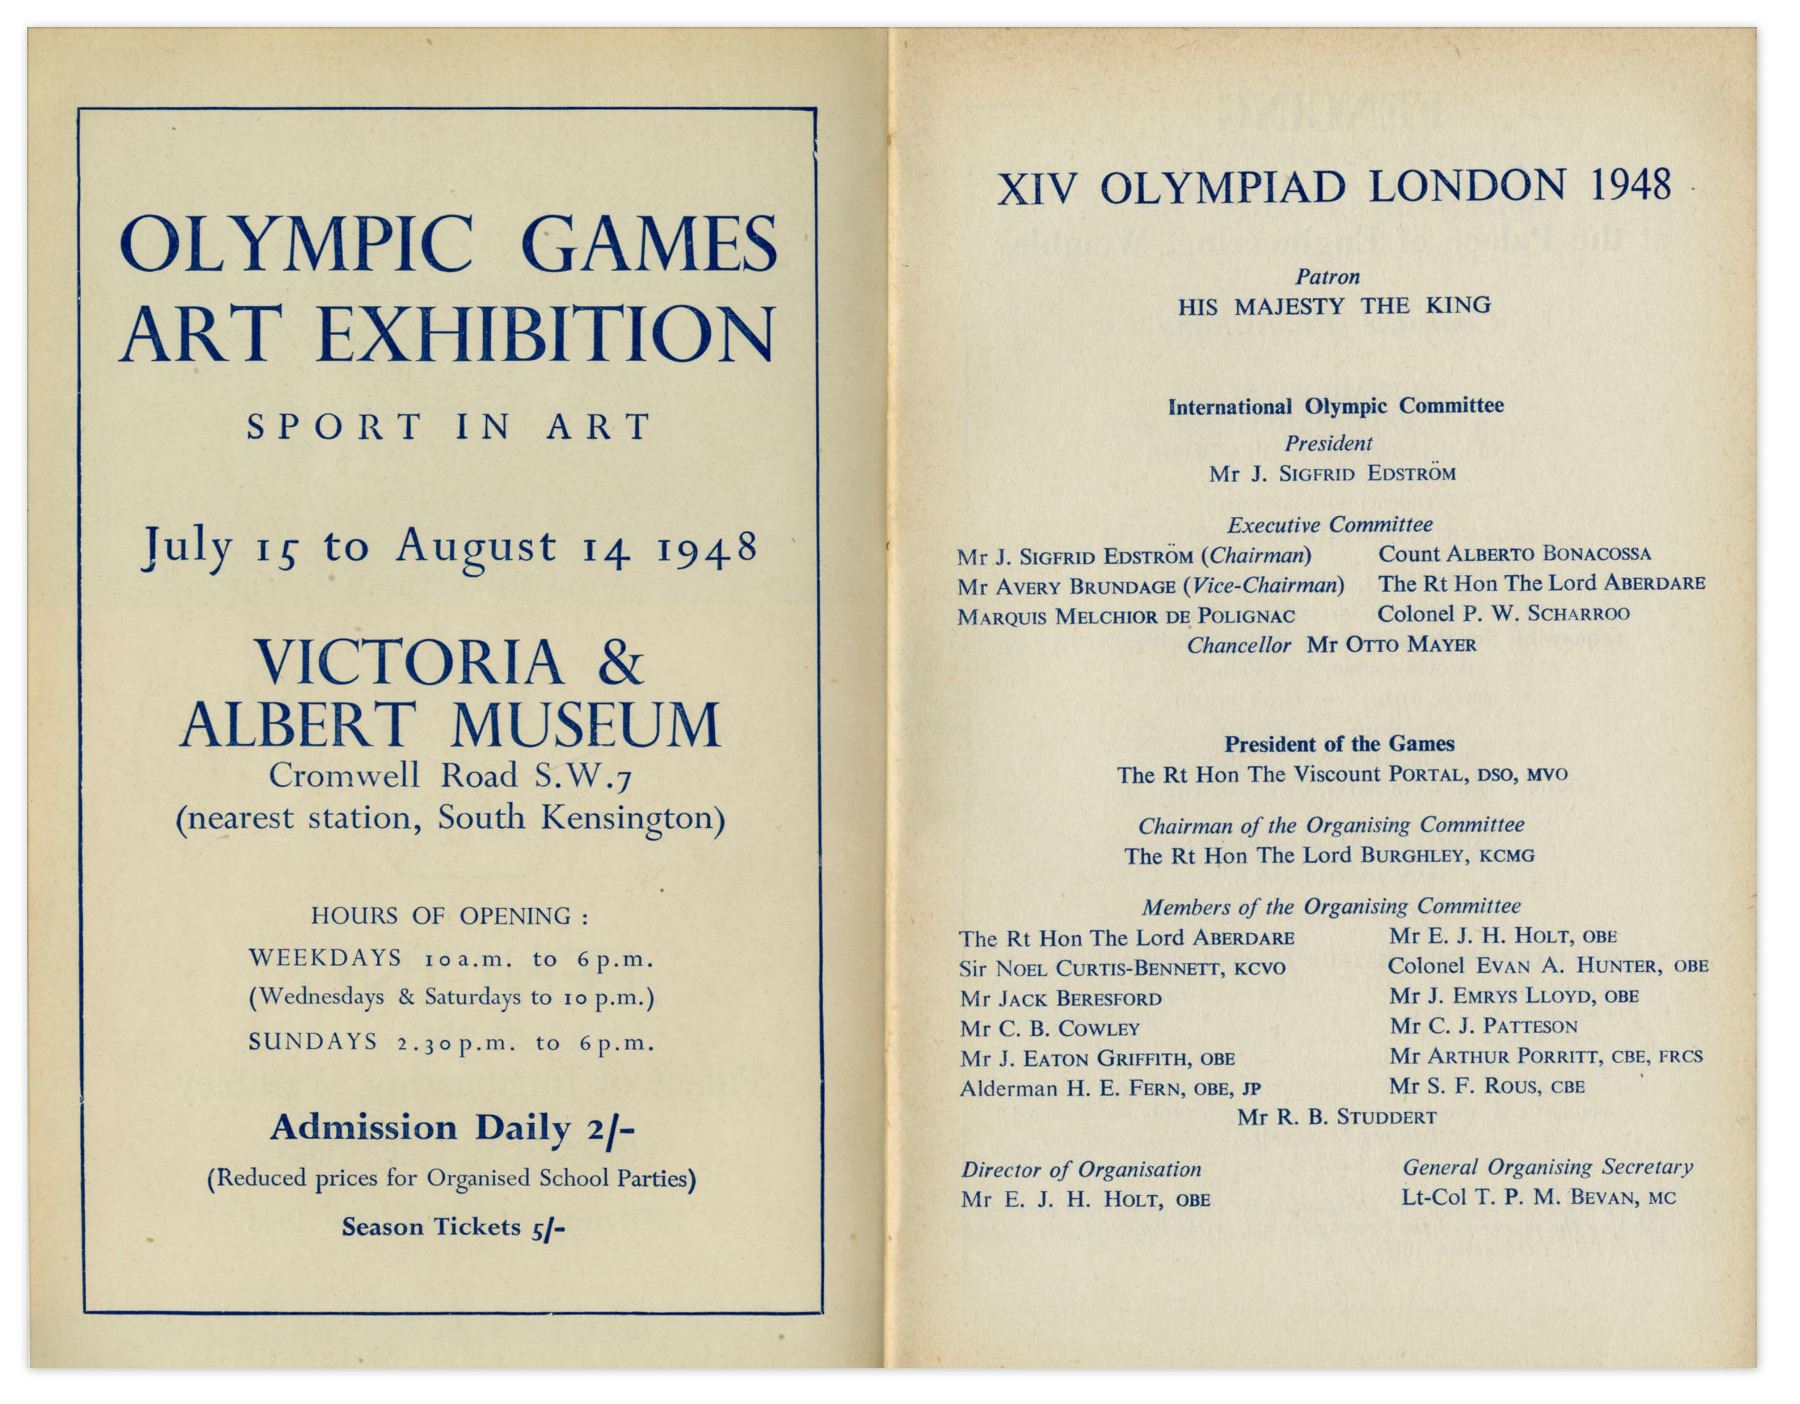 OLYMPIC GAMES
ART EXHIBITION
SPORT IN ART
July 15 to August 14 1948
VICTORIA &
ALBERT MUSEUM
Cromwell Road S.W.7
(nearest station, South Kensington)
HOURS OF OPENING :
WEEKDAYS 10 a.m. to 6 p.m.
(Wednesdays & Saturdays to 10 p.m.)
SUNDAYS 2.30 p.m. to 6 p.m.
Admission Daily 2/-
(Reduced prices for Organised School Parties)
Season Tickets 5/-
XIV OLYMPIAD LONDON 1948
Patron
HIS MAJESTY THE KING
International Olympic Committee
President
Mr J. SIGFRID EDSTRÖM
Executive Committee
Mr J. SIGFRID EDSTRÖM (Chairman) Count ALBERTO BONACOSSA
Mr AVERY BRUNDAGE (Vice-Chairman) The Rt Hon The Lord ABERDARE
MARQUIS MELCHIOR DE POLIGNAC Colonel P. W. SCHARROO
Chancellor Mr OTTO MAYER
President of the Games
The Rt Hon The Viscount PORTAL, DSO, MVO
Chairman of the Organising Committee
The Rt Hon The Lord BURGHLEY, KCMG
Members of the Organising Committee
The Rt Hon The Lord ABERDARE Mr E. J. H. HOLT, OBE
Sir NOEL CURTIS-BENNETT, KCVO Colonel EVAN A. HUNTER, OBE
Mr JACK BERESFORD Mr J. EMRYS LLOYD, OBE
Mr C. B. COWLEY Mr C. J. PATTESON
Mr J. EATON GRIFFITH, OBE Mr ARTHUR PORRITT, CBE, FRCS
Alderman H. E. FERN, OBE, JP Mr S. F. ROUS, CBE
Mr R. B. STUDDERT
Director of Organisation General Organising Secretary
Mr E. J. H. HOLT, OBE Lt-Col T. P. M. BEVAN, MC